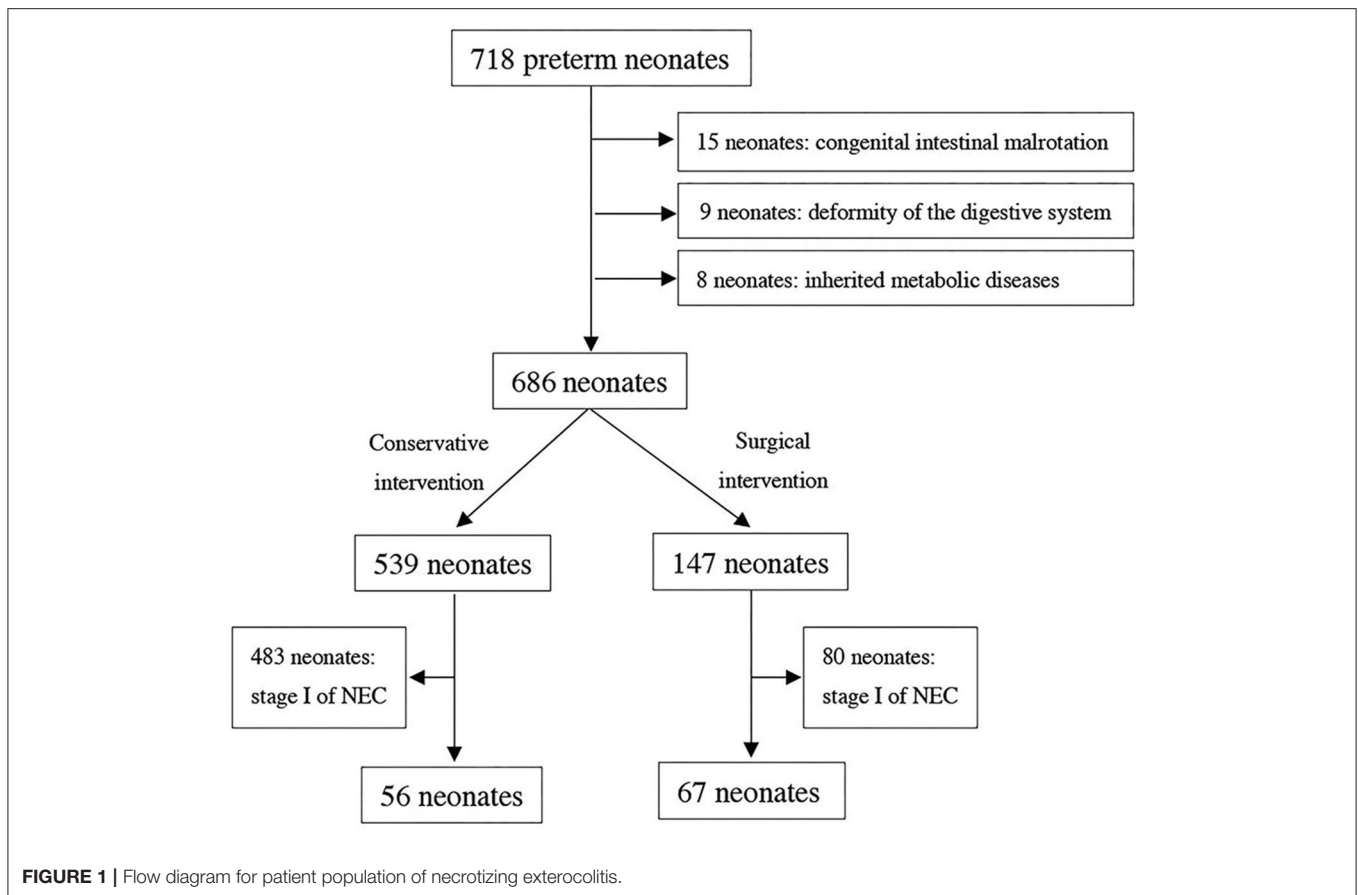 718 preterm neonates
15 neonates: congenital intestinal malrotation
9 neonates: deformity of the digestive system
8 neonates: inherited metabolic diseases
686 neonates
Conservative
intervention
Surgical
intervention
539 neonates
147 neonates
483 neonates:
stage I of NEC
80 neonates:
stage I of NEC
56 neonates
67 neonates
FIGURE 1 | Flow diagram for patient population of necrotizing exterocolitis.